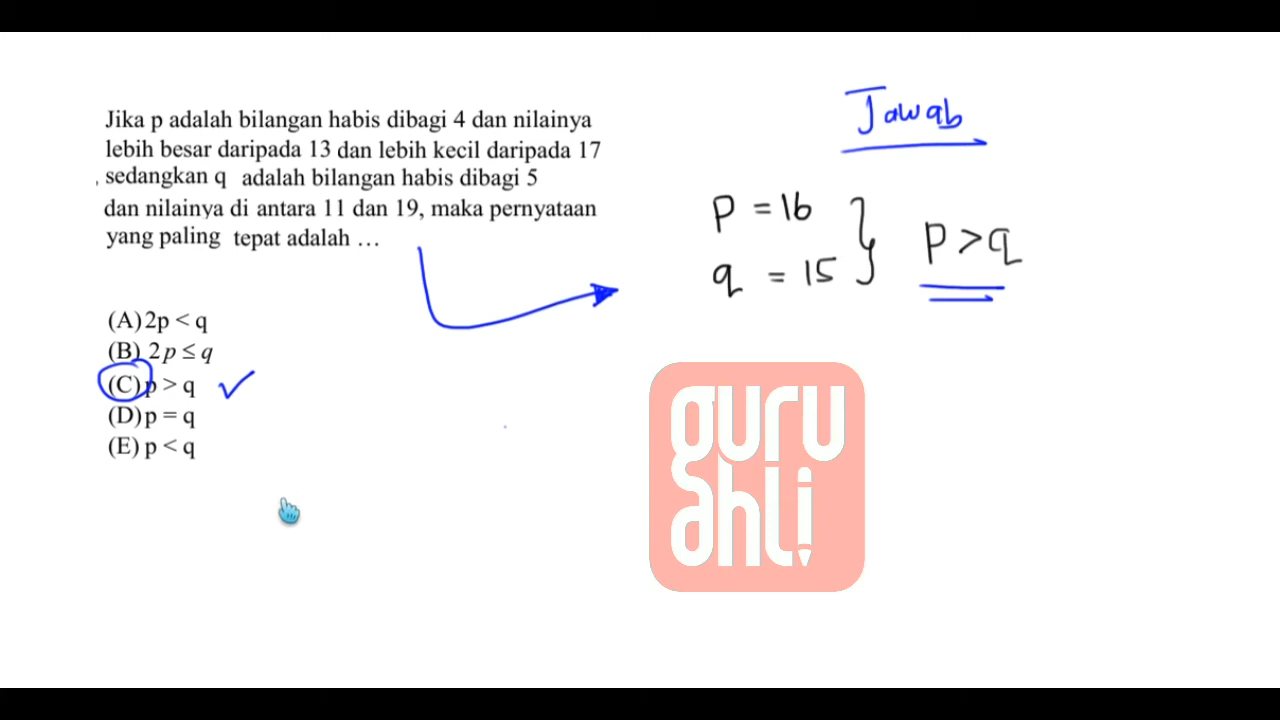 Jika p adalah bilangan habis dibagi 4 dan nilainya
lebih besar daripada 13 dan lebih kecil daripada 17
, sedangkan q adalah bilangan habis dibagi 5
dan nilainya di antara 11 dan 19, maka pernyataan
yang paling tepat adalah …
(A) 2p < q
(B) 2p ≤ q
(C) p > q
(D) p = q
(E) p < q
Jawab
p = 16
q = 15
p > q
guru
ahli